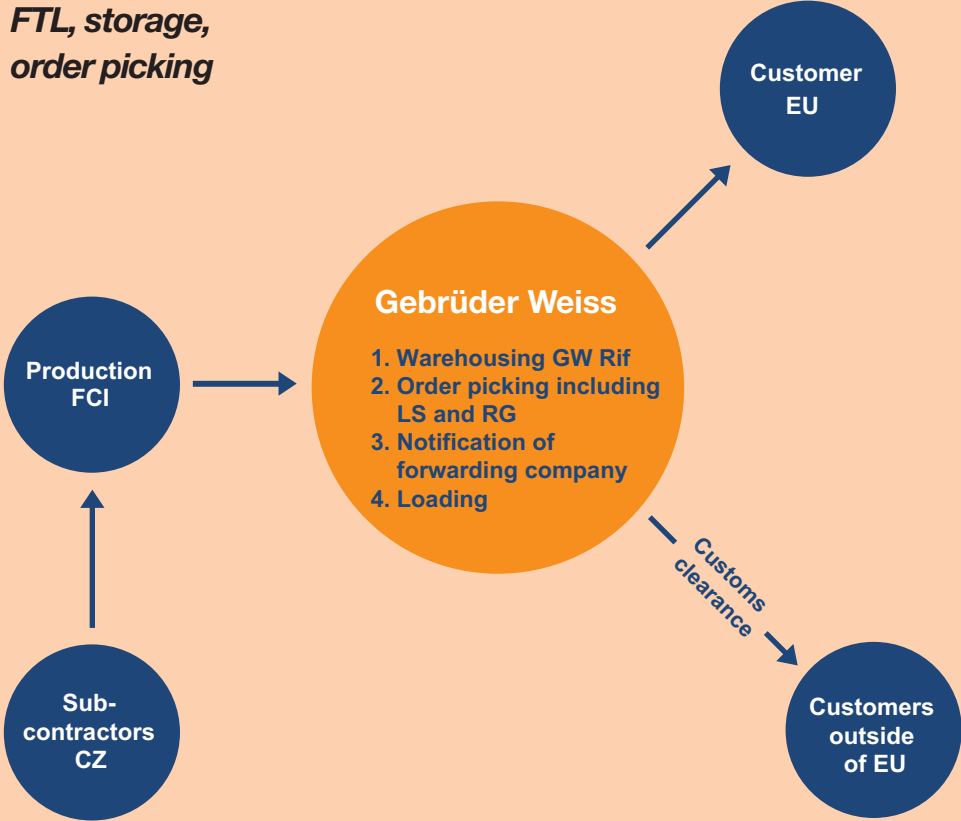 FTL, storage,
order picking
Customer
EU
Gebrüder Weiss
1. Warehousing GW Rif
2. Order picking including
LS and RG
3. Notification of
forwarding company
4. Loading
Production
FCI
Customs
clearance
Sub-
contractors
CZ
Customers
outside
of EU